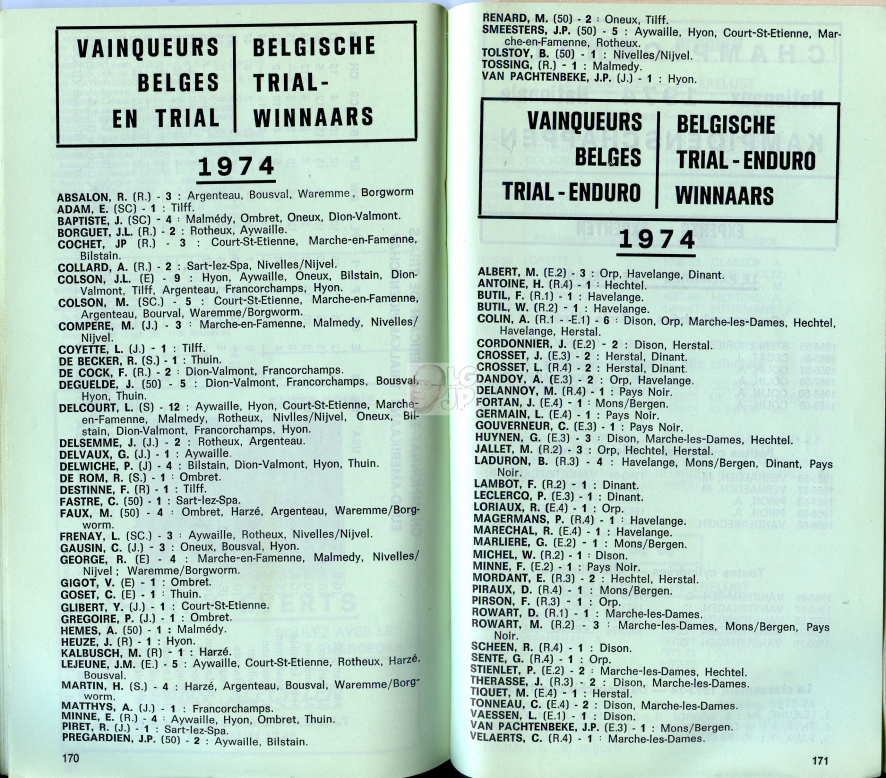 VAINQUEURS BELGES EN TRIAL
BELGISCHE TRIAL-WINNAARS
1974
ABSALON, R. (R.) - 3 : Argenteau, Bousval, Waremme, Borgworm
ADAM, E. (SC) - 1 : Tilff.
BAPTISTE, J. (SC) - 4 : Malmédy, Ombret, Oneux, Dion-Valmont.
BORGUET, J.L. (R.) - 2 : Rotheux, Aywaille.
COCHET, JP (R.) - 3 : Court-St-Etienne, Marche-en-Famenne,
Bilstain.
COLLARD, A. (R.) - 2 : Sart-lez-Spa, Nivelles/Nijvel.
COLSON, J.L. (E) - 9 : Hyon, Aywaille, Oneux, Bilstain, Dion-
Valmont, Tilff, Argenteau, Francorchamps, Hyon.
COLSON, M. (SC.) - 5 : Court-St-Etienne, Marche-en-Famenne,
Argenteau, Bourval, Waremme/Borgworm.
COMPERE, M. (J.) - 3 : Marche-en-Famenne, Malmedy, Nivelles/
Nijvel.
COYETTE, L. (J.) - 1 : Tilff.
DE BECKER, R. (S.) - 1 : Thuin.
DE COCK, F. (R.) - 2 : Dion-Valmont, Francorchamps.
DEGUELDE, J. (50) - 5 : Dion-Valmont, Francorchamps, Bousval,
Hyon, Thuin.
DELCOURT, L. (S) - 12 : Aywaille, Hyon, Court-St-Etienne, Marche-
en-Famenne, Malmedy, Rotheux, Nivlles/Nijvel, Oneux, Bil-
stain, Dion-Valmont, Francorchamps, Hyon.
DELSEMME, J. (J.) - 2 : Rotheux, Argenteau.
DELVAUX, G. (J.) - 1 : Aywaille.
DELWICHE, P. (J) - 4 : Bilstain, Dion-Valmont, Hyon, Thuin.
DE ROM, R. (S.) - 1 : Ombret.
DESTINNE, F. (R) - 1 : Tilff.
FASTRE, C. (50) - 1 : Sart-lez-Spa.
FAUX, M. (50) - 4 : Ombret, Harzé, Argenteau, Waremme/Borg-
worm.
FRENAY, L. (SC.) - 3 : Aywaille, Rotheux, Nivelles/Nijvel.
GAUSIN, C. (J.) - 3 : Oneux, Bousval, Hyon.
GEORGE, R. (E) - 4 : Marche-en-Famenne, Malmedy, Nivelles/
Nijvel ; Waremme/Borgworm.
GIGOT, V. (E) - 1 : Ombret.
GOSET, C. (E) - 1 : Thuin.
GLIBERT, Y. (J.) - 1 : Court-St-Etienne.
GREGOIRE, P. (J.) - 1 : Ombret.
HEMES, A. (50) - 1 : Malmédy.
HEUZE, J. (R) - 1 : Hyon.
KALBUSCH, M. (R) - 1 : Harzé.
LEJEUNE, J.M. (E.) - 5 : Aywaille, Court-St-Etienne, Rotheux, Harzé,
Bousval.
MARTIN, H. (S.) - 4 : Harzé, Argenteau, Bousval, Waremme/Borg-
worm.
MATTHYS, A. (J.) - 1 : Francorchamps.
MINNE, E. (R.) - 4 : Aywaille, Hyon, Ombret, Thuin.
PIRET, R. (J.) - 1 : Sart-lez-Spa.
PREGARDIEN, J.P. (50) - 2 : Aywaille, Bilstain.
170
RENARD, M. (50) - 2 : Oneux, Tilff.
SMEESTERS, J.P. (50) - 5 : Aywaille, Hyon, Court-St-Etienne, Mar-
che-en-Famenne, Rotheux.
TOLSTOY, B. (50) - 1 : Nivelles/Nijvel.
TOSSING, (R.) - 1 : Malmedy.
VAN PACHTENBEKE, J.P. (J.) - 1 : Hyon.
VAINQUEURS BELGES TRIAL-ENDURO
BELGISCHE TRIAL-ENDURO WINNAARS
1974
ALBERT, M. (E.2) - 3 : Orp, Havelange, Dinant.
ANTOINE, H. (R.4) - 1 : Hechtel.
BUTIL, F. (R.1) - 1 : Havelange.
BUTIL, W. (R.2) - 1 : Havelange.
COLIN, A. (R.1 - -E.1) - 6 : Dison, Orp, Marche-les-Dames, Hechtel,
Havelange, Herstal.
CORDONNIER, J. (E.2) - 2 : Dison, Herstal.
CROSSET, J. (E.3) - 2 : Herstal, Dinant.
CROSSET, L. (R.4) - 2 : Herstal, Dinant.
DANDOY, A. (E.3) - 2 : Orp, Havelange.
DELANNOY, M. (R.4) - 1 : Pays Noir.
FORTAN, J. (E.4) - 1 : Mons/Bergen.
GERMAIN, L. (E.4) - 1 : Pays Noir.
GOUVERNEUR, C. (E.3) - 1 : Pays Noir.
HUYNEN, G. (E.3) - 3 : Dison, Marche-les-Dames, Hechtel.
JALLET, M. (R.2) - 3 : Orp, Hechtel, Herstal.
LADURON, B. (R.3) - 4 : Havelange, Mons/Bergen, Dinant, Pays
Noir.
LAMBOT, F. (R.2) - 1 : Dinant.
LECLERCQ, P. (E.3) - 1 : Dinant.
LORIAUX, R. (E.4) - 1 : Orp.
MAGERMANS, P. (R.4) - 1 : Havelange.
MARECHAL, R. (E.4) - 1 : Havelange.
MARLIERE, G. (E.2) - 1 : Mons/Bergen.
MICHEL, W. (R.2) - 1 : Dison.
MINNE, F. (E.2) - 1 : Pays Noir.
MORDANT, E. (R.3) - 2 : Hechtel, Herstal.
PIRAUX, D. (R.4) - 1 : Mons/Bergen.
PIRSON, F. (R.3) - 1 : Orp.
ROWART, D. (R.1) - 1 : Marche-les-Dames.
ROWART, M. (R.2) - 3 : Marche-les-Dames, Mons/Bergen, Pays
Noir.
SCHEEN, R. (R.4) - 1 : Dison.
SENTE, G. (R.4) - 1 : Orp.
STIENLET, P. (E.2) - 2 : Marche-les-Dames, Hechtel.
THERASSE, J. (R.3) - 2 : Dison, Marche-les-Dames.
TIQUET, M. (E.4) - 1 : Herstal.
TONNEAU, C. (E.4) - 2 : Dison, Marche-les-Dames.
VAESSEN, L. (E.1) - 1 : Dison.
VAN PACHTENBEKE, J.P. (E.3) - 1 : Mons/Bergen.
VELAERTS, C. (R.4) - 1 : Marche-les-Dames.
171